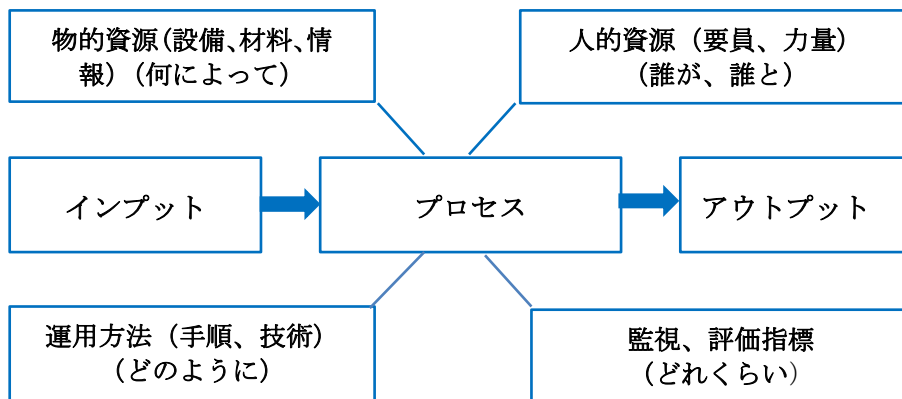 物的資源（設備、材料、情
報）（何によって）
人的資源（要員、力量）
（誰が、誰と）
インプット
プロセス
アウトプット
運用方法（手順、技術）
（どのように）
監視、評価指標
（どれくらい）